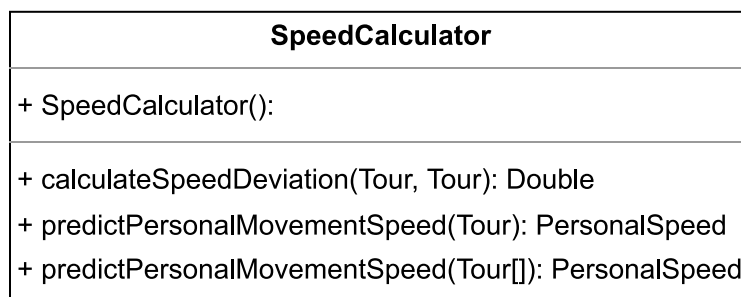 SpeedCalculator
+ SpeedCalculator():
+ calculateSpeedDeviation(Tour, Tour): Double
+ predictPersonalMovementSpeed(Tour): PersonalSpeed
+ predictPersonalMovementSpeed(Tour[]): PersonalSpeed